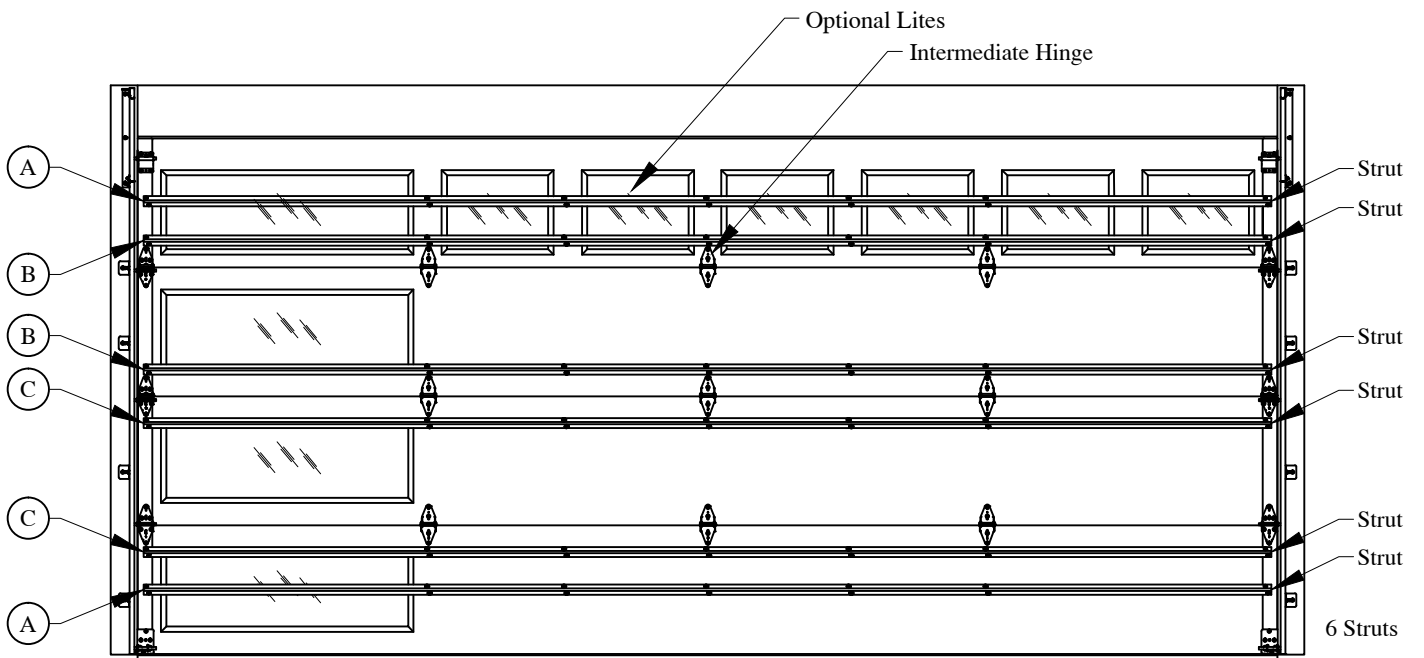 Optional Lites
Intermediate Hinge
A
Strut
Strut
B
B
Strut
C
Strut
C
Strut
Strut
A
6 Struts